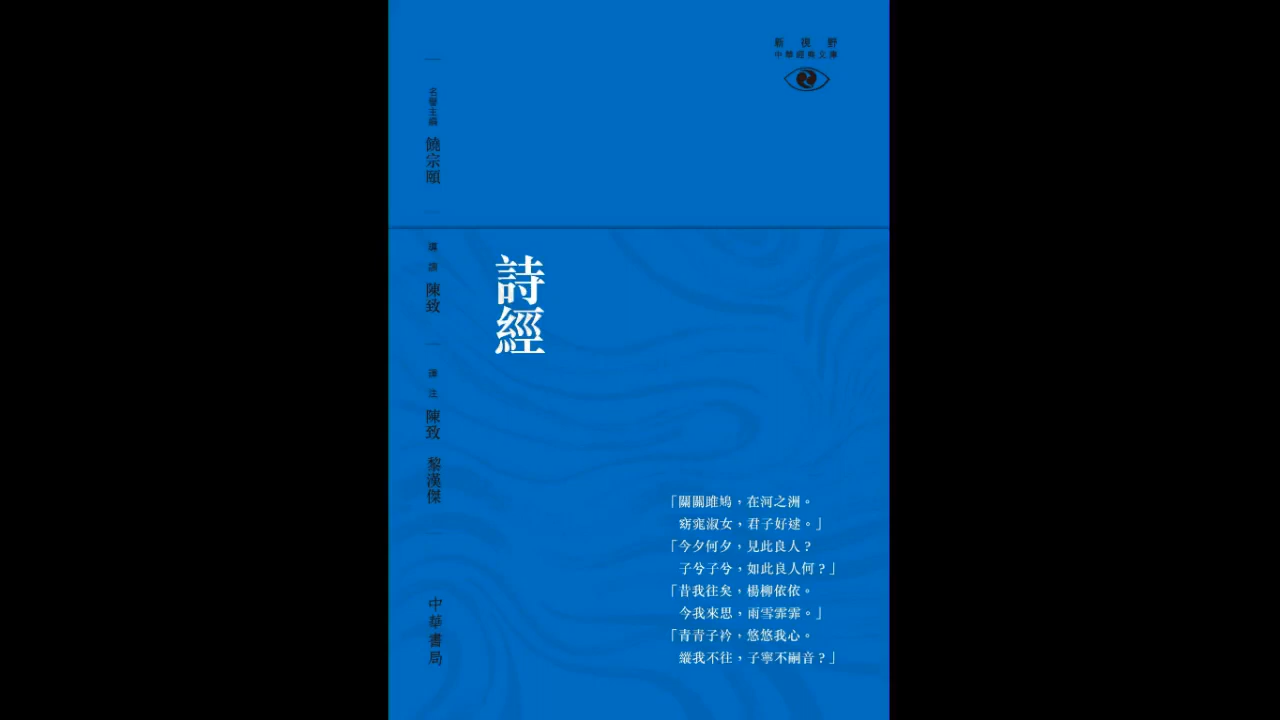 新視野
中華經典文庫
名譽主編
饒宗頤
導讀
陳致
譯注
陳致
黎漢傑
中華書局
詩經
「關關雎鳩，在河之洲。
窈窕淑女，君子好逑。」
「今夕何夕，見此良人？
子兮子兮，如此良人何？」
「昔我往矣，楊柳依依。
今我來思，雨雪霏霏。」
「青青子衿，悠悠我心。
縱我不往，子寧不嗣音？」